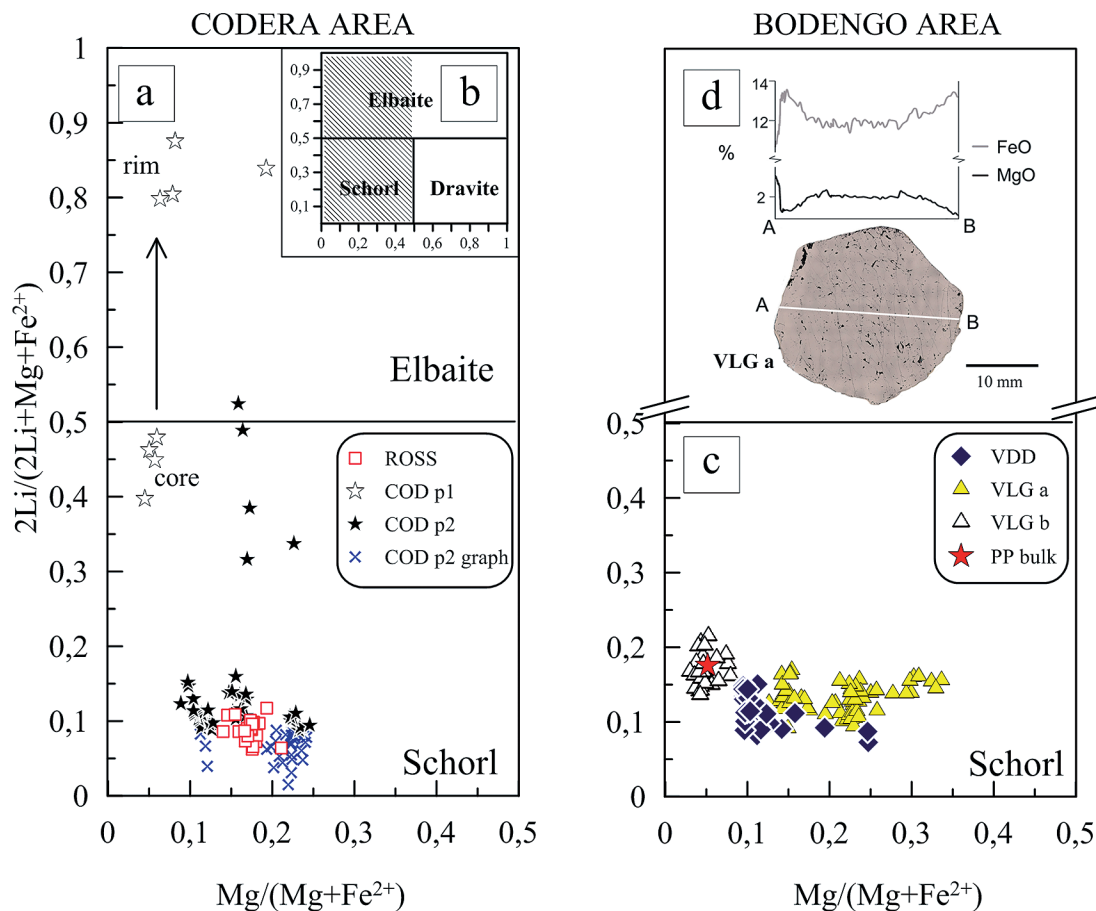 CODERA AREA
1
0,9
0,8
0,7
0,6
0,5
0,4
0,3
0,2
0,1
0
0
0,1
0,2
0,3
0,4
0,5
2Li/(2Li+Mg+Fe²⁺)
Mg/(Mg+Fe²⁺)
a
rim
core
Elbaite
Schorl
ROSS
COD p1
COD p2
COD p2 graph
b
0,9
0,7
0,5
0,3
0,1
0
0,2
0,4
0,6
0,8
1
Elbaite
Schorl
Dravite
BODENGO AREA
d
14
12
%
2
A
B
FeO
MgO
A
B
VLG a
10 mm
0,5
0,4
0,3
0,2
0,1
0
0
0,1
0,2
0,3
0,4
0,5
c
VDD
VLG a
VLG b
PP bulk
Schorl
Mg/(Mg+Fe²⁺)